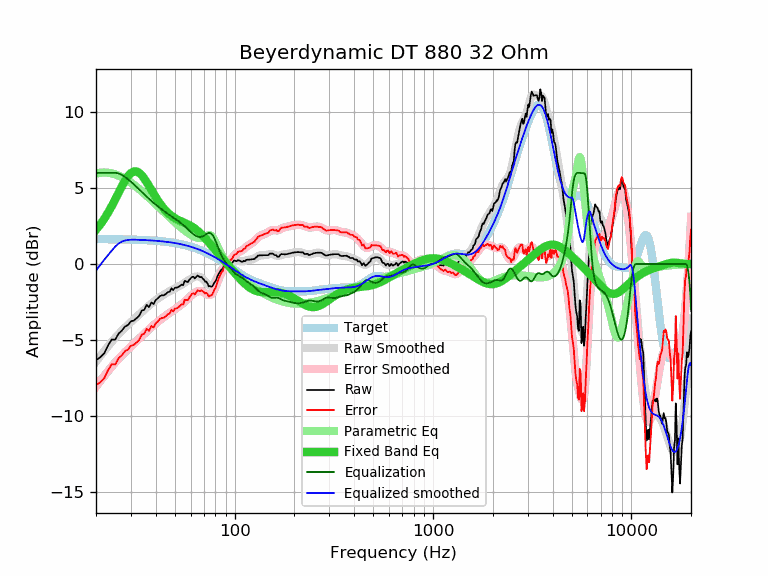 Beyerdynamic DT 880 32 Ohm
Amplitude (dBr)
10
5
0
−5
−10
−15
Target
Raw Smoothed
Error Smoothed
Raw
Error
Parametric Eq
Fixed Band Eq
Equalization
Equalized smoothed
100
1000
10000
Frequency (Hz)